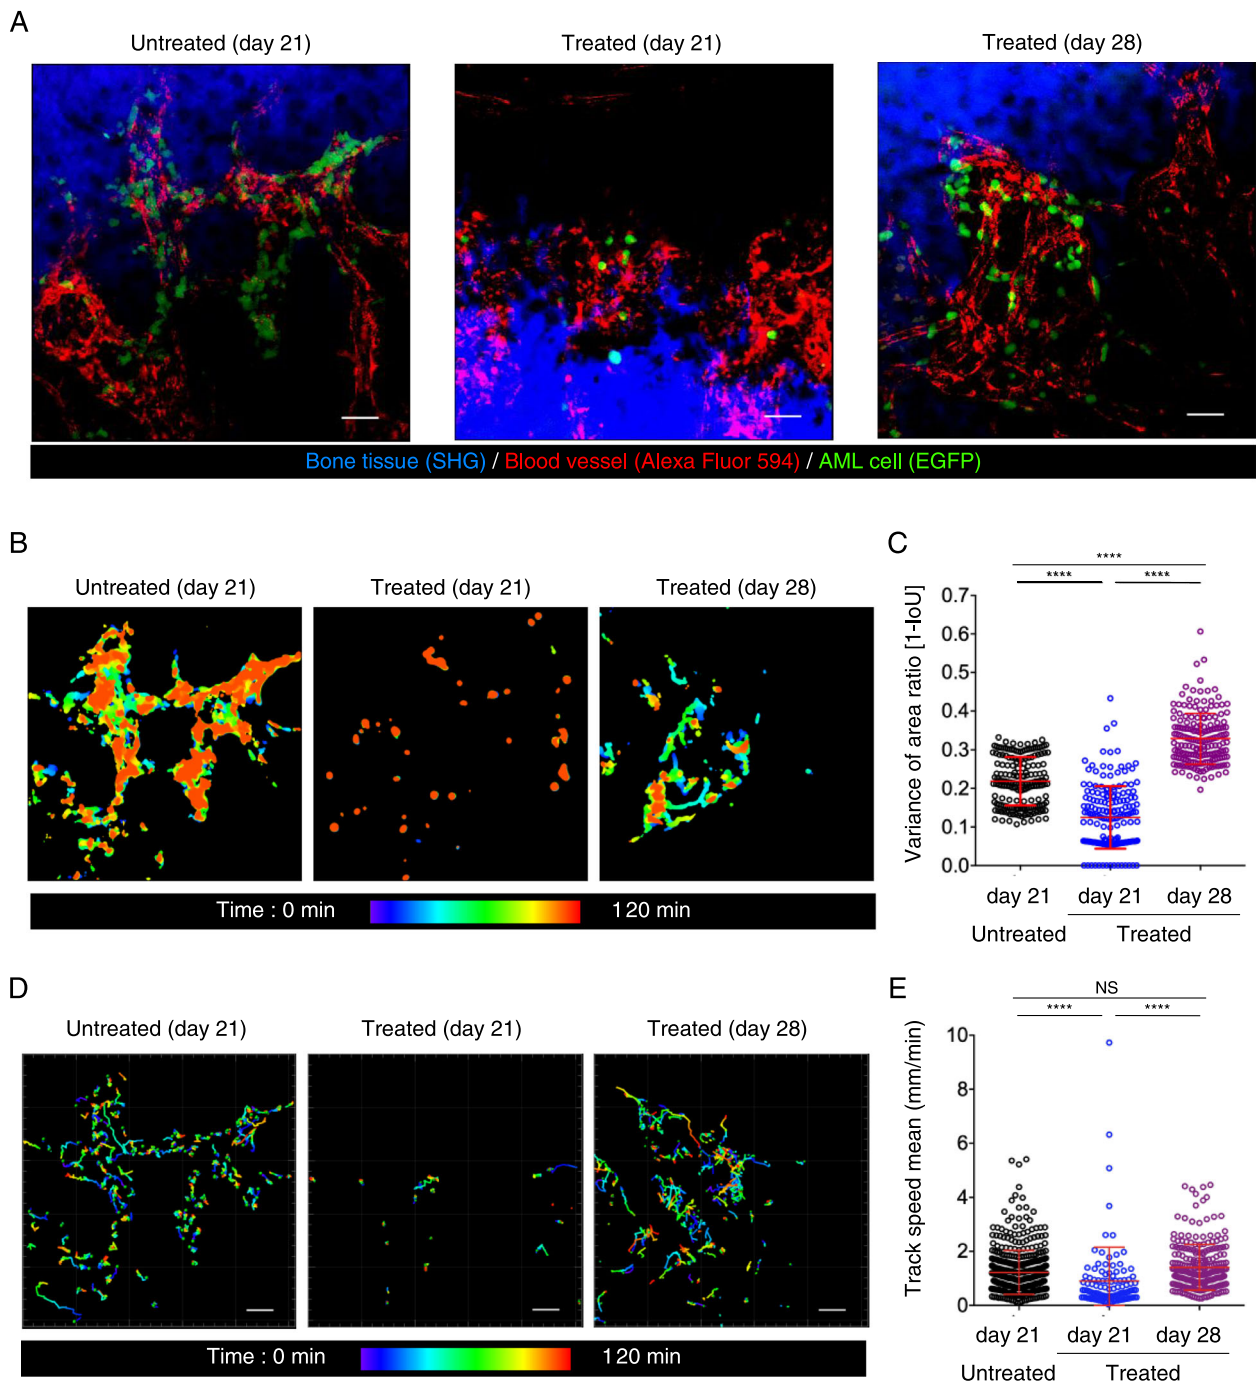 A
Untreated (day 21)
Treated (day 21)
Treated (day 28)
Bone tissue (SHG) / Blood vessel (Alexa Fluor 594) / AML cell (EGFP)
B
Untreated (day 21)
Treated (day 21)
Treated (day 28)
Time : 0 min
120 min
C
****
****
****
Variance of area ratio [1-IoU]
0.7
0.6
0.5
0.4
0.3
0.2
0.1
0.0
day 21
day 21
day 28
Untreated
Treated
D
Untreated (day 21)
Treated (day 21)
Treated (day 28)
Time : 0 min
120 min
E
NS
****
****
Track speed mean (mm/min)
10
8
6
4
2
0
day 21
day 21
day 28
Untreated
Treated